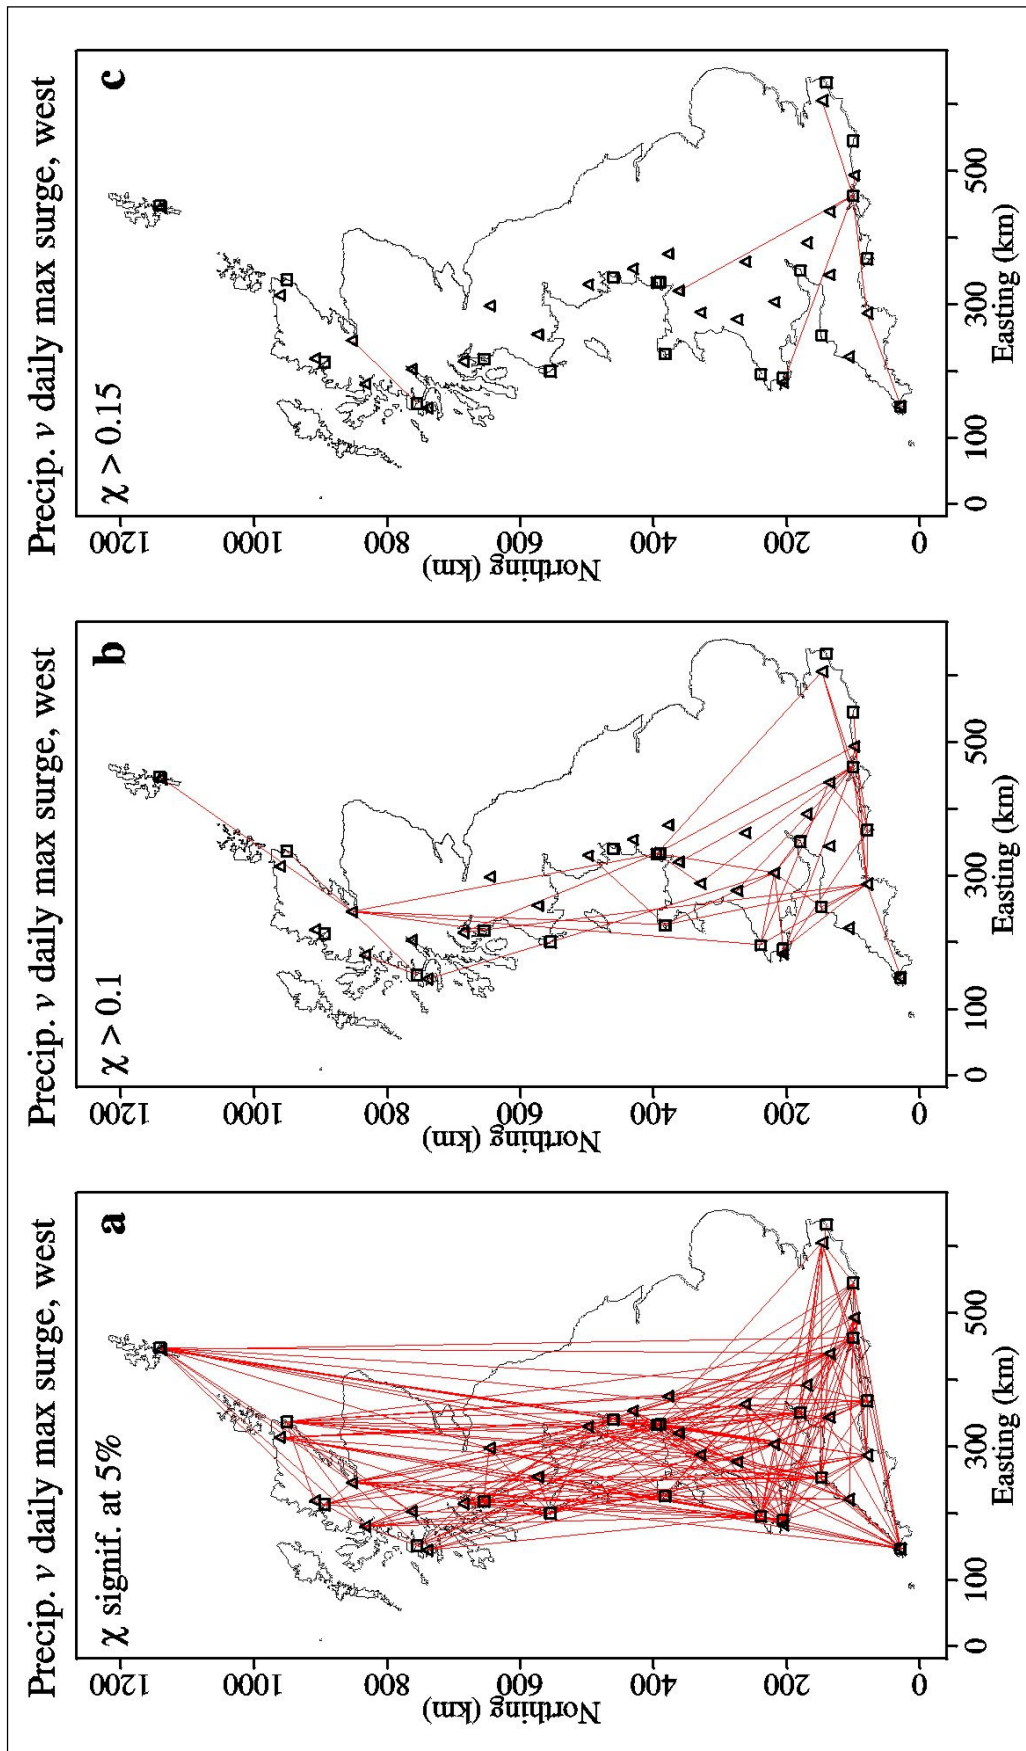 Precip. v daily max surge, west
a
χ signif. at 5%
1200
1000
800
600
400
200
0
Northing (km)
0
100
300
500
Easting (km)
Precip. v daily max surge, west
b
χ > 0.1
1200
1000
800
600
400
200
0
Northing (km)
0
100
300
500
Easting (km)
Precip. v daily max surge, west
c
χ > 0.15
1200
1000
800
600
400
200
0
Northing (km)
0
100
300
500
Easting (km)